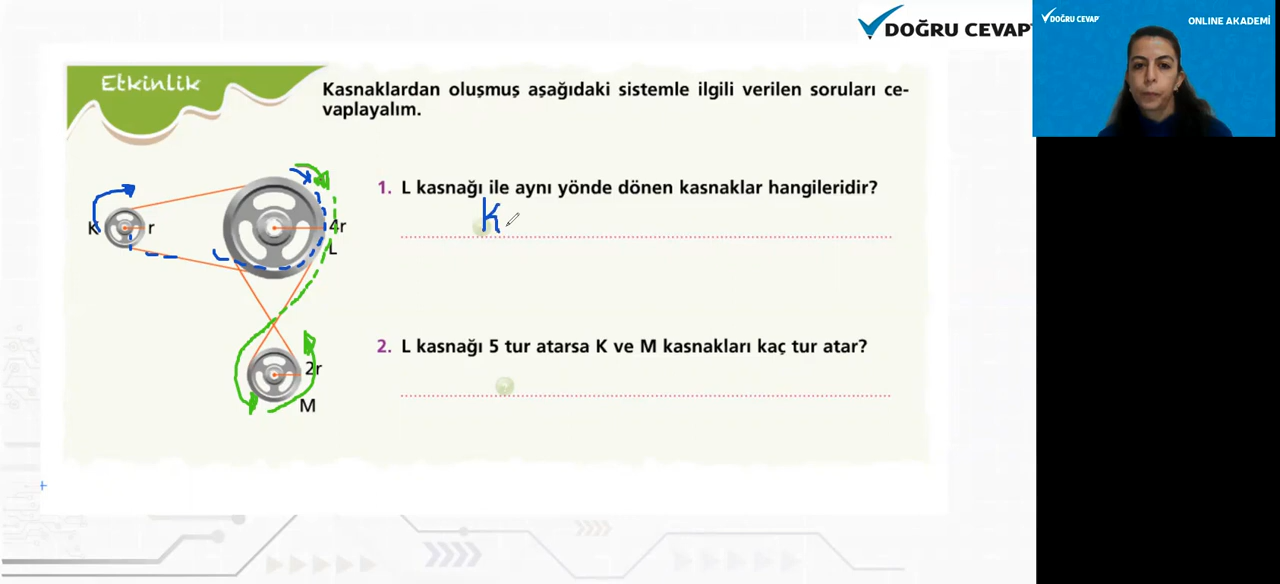 DOĞRU CEVAP
DOĞRU CEVAP
ONLINE AKADEMİ
Etkinlik
Kasnaklardan oluşmuş aşağıdaki sistemle ilgili verilen soruları ce-
vaplayalım.
1. L kasnağı ile aynı yönde dönen kasnaklar hangileridir?
K
K
r
4r
L
2. L kasnağı 5 tur atarsa K ve M kasnakları kaç tur atar?
2r
M